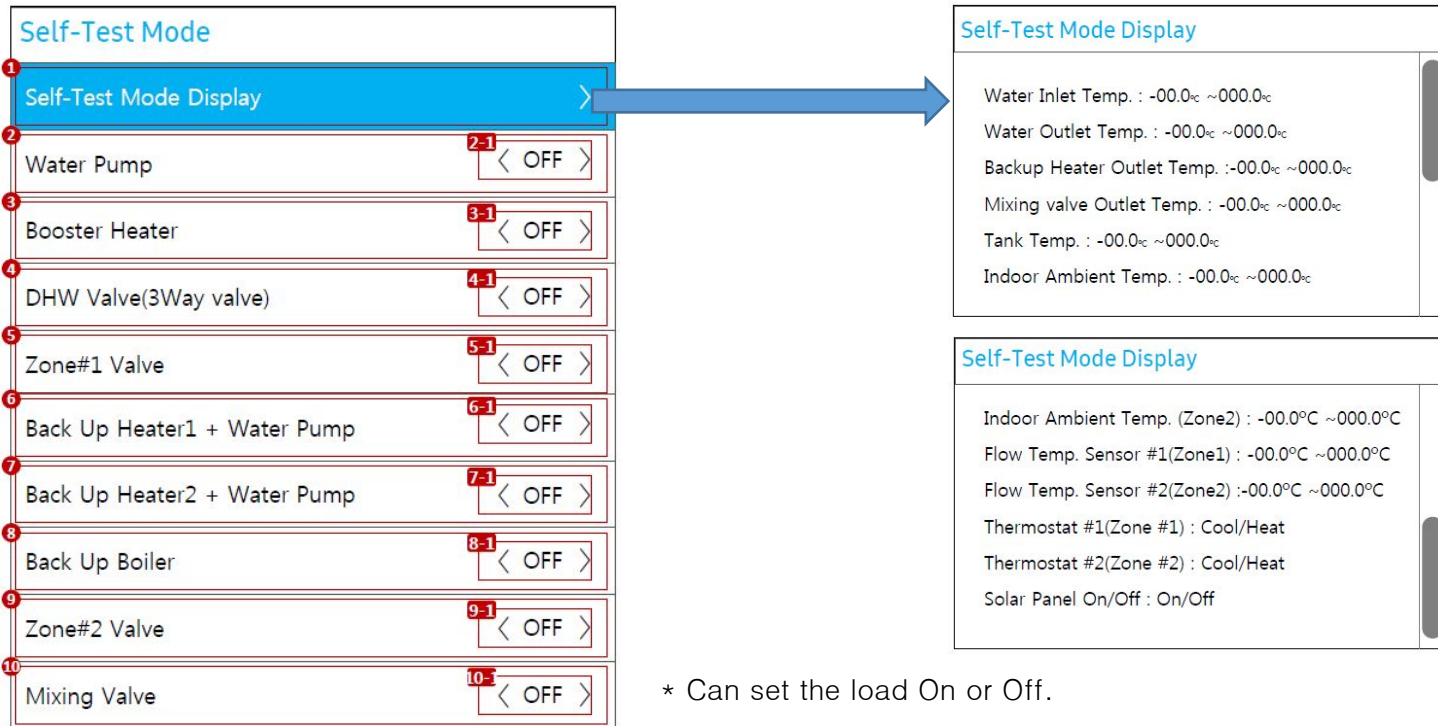 Self-Test Mode
1
Self-Test Mode Display
2
Water Pump
2-1
OFF
3
Booster Heater
3-1
OFF
4
DHW Valve(3Way valve)
4-1
OFF
5
Zone#1 Valve
5-1
OFF
6
Back Up Heater1 + Water Pump
6-1
OFF
7
Back Up Heater2 + Water Pump
7-1
OFF
8
Back Up Boiler
8-1
OFF
9
Zone#2 Valve
9-1
OFF
10
Mixing Valve
10-1
OFF
Self-Test Mode Display
Water Inlet Temp. : -00.0℃ ~000.0℃
Water Outlet Temp. : -00.0℃ ~000.0℃
Backup Heater Outlet Temp. :-00.0℃ ~000.0℃
Mixing valve Outlet Temp. : -00.0℃ ~000.0℃
Tank Temp. : -00.0℃ ~000.0℃
Indoor Ambient Temp. : -00.0℃ ~000.0℃
Self-Test Mode Display
Indoor Ambient Temp. (Zone2) : -00.0ºC ~000.0ºC
Flow Temp. Sensor #1(Zone1) : -00.0ºC ~000.0ºC
Flow Temp. Sensor #2(Zone2) :-00.0ºC ~000.0ºC
Thermostat #1(Zone #1) : Cool/Heat
Thermostat #2(Zone #2) : Cool/Heat
Solar Panel On/Off : On/Off
* Can set the load On or Off.